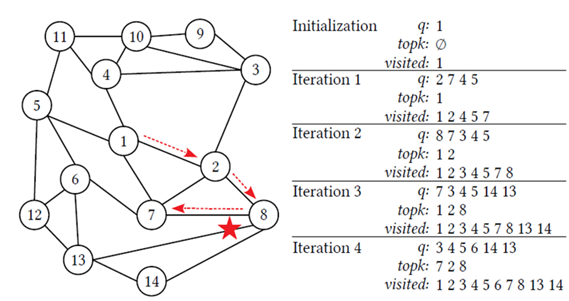 11
10
9
4
3
5
1
2
6
12
7
8
13
14
Initialization q: 1
topk: ∅
visited: 1
Iteration 1 q: 2 7 4 5
topk: 1
visited: 1 2 4 5 7
Iteration 2 q: 8 7 3 4 5
topk: 1 2
visited: 1 2 3 4 5 7 8
Iteration 3 q: 7 3 4 5 14 13
topk: 1 2 8
visited: 1 2 3 4 5 7 8 13 14
Iteration 4 q: 3 4 5 6 14 13
topk: 7 2 8
visited: 1 2 3 4 5 6 7 8 13 14